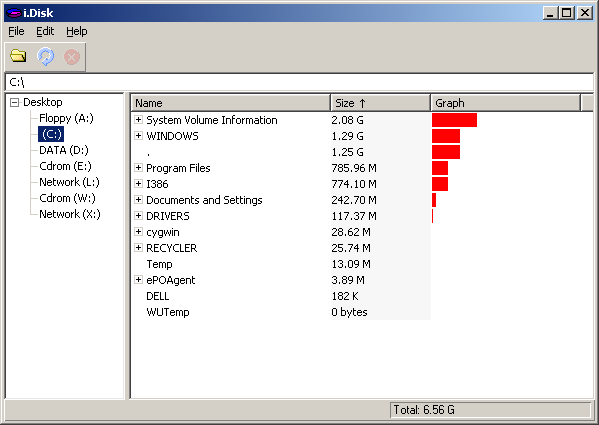 i.Disk
File Edit Help
C:\
Desktop
Floppy (A:)
(C:)
DATA (D:)
Cdrom (E:)
Network (L:)
Cdrom (W:)
Network (X:)
Name Size ↑ Graph
System Volume Information 2.08 G
WINDOWS 1.29 G
. 1.25 G
Program Files 785.96 M
I386 774.10 M
Documents and Settings 242.70 M
DRIVERS 117.37 M
cygwin 28.62 M
RECYCLER 25.74 M
Temp 13.09 M
ePOAgent 3.89 M
DELL 182 K
WUTemp 0 bytes
Total: 6.56 G